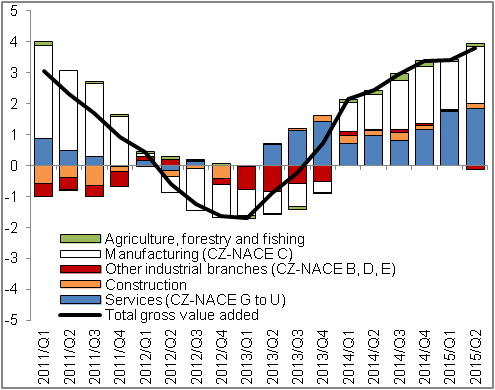 5
4
3
2
1
0
-1
-2
-3
-4
-5
Agriculture, forestry and fishing
Manufacturing (CZ-NACE C)
Other industrial branches (CZ-NACE B, D, E)
Construction
Services (CZ-NACE G to U)
Total gross value added
2011/Q1
2011/Q2
2011/Q3
2011/Q4
2012/Q1
2012/Q2
2012/Q3
2012/Q4
2013/Q1
2013/Q2
2013/Q3
2013/Q4
2014/Q1
2014/Q2
2014/Q3
2014/Q4
2015/Q1
2015/Q2